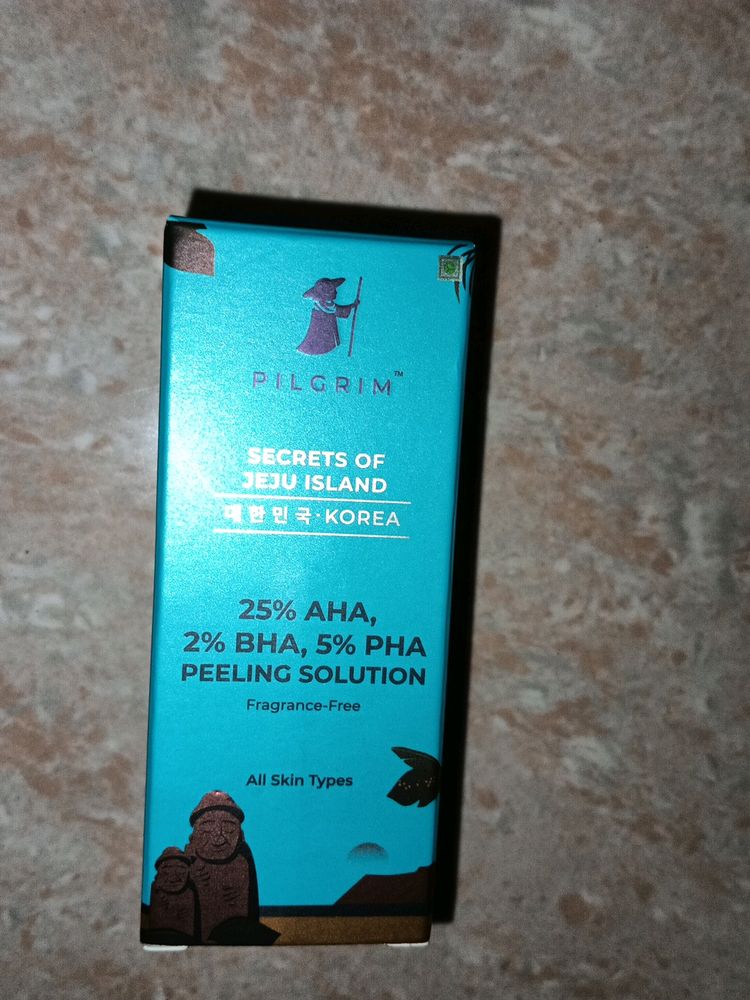 PILGRIM™
SECRETS OF
JEJU ISLAND
대한민국·KOREA
25% AHA,
2% BHA, 5% PHA
PEELING SOLUTION
Fragrance-Free
All Skin Types